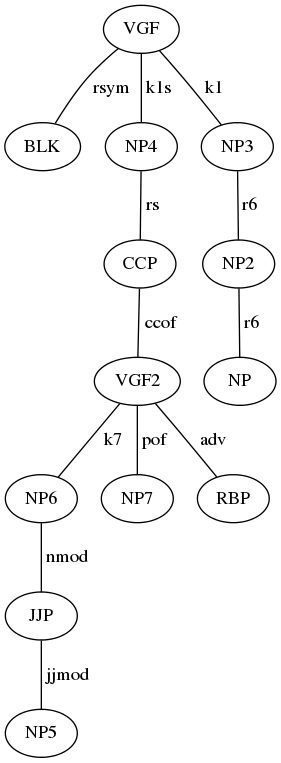 VGF
rsym k1s k1
BLK NP4 NP3
rs r6
CCP NP2
ccof r6
VGF2 NP
k7 pof adv
NP6 NP7 RBP
nmod
JJP
jjmod
NP5